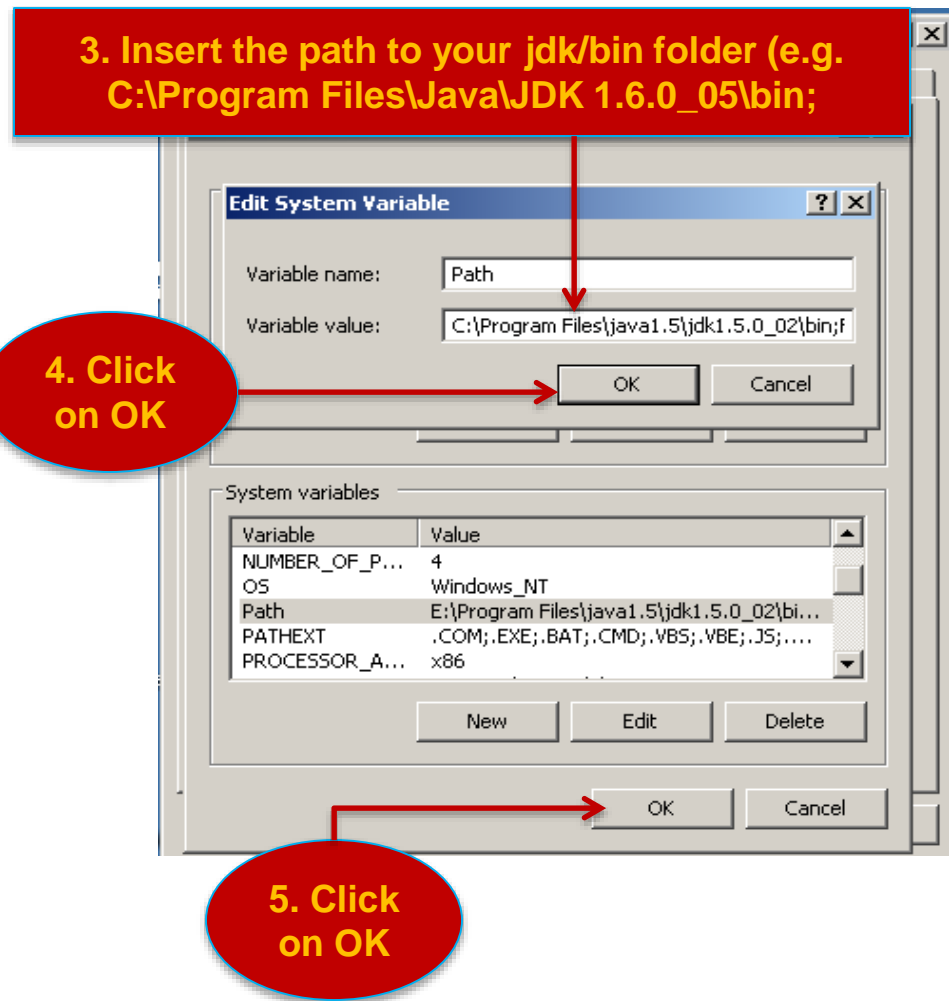 3. Insert the path to your jdk/bin folder (e.g.
C:\Program Files\Java\JDK 1.6.0_05\bin;
Edit System Variable
Variable name: Path
Variable value: C:\Program Files\java1.5\jdk1.5.0_02\bin;
4. Click
on OK
OK Cancel
System variables
Variable Value
NUMBER_OF_P... 4
OS Windows_NT
Path E:\Program Files\java1.5\jdk1.5.0_02\bi...
PATHEXT .COM;.EXE;.BAT;.CMD;.VBS;.VBE;.JS;....
PROCESSOR_A... x86
New Edit Delete
OK Cancel
5. Click
on OK